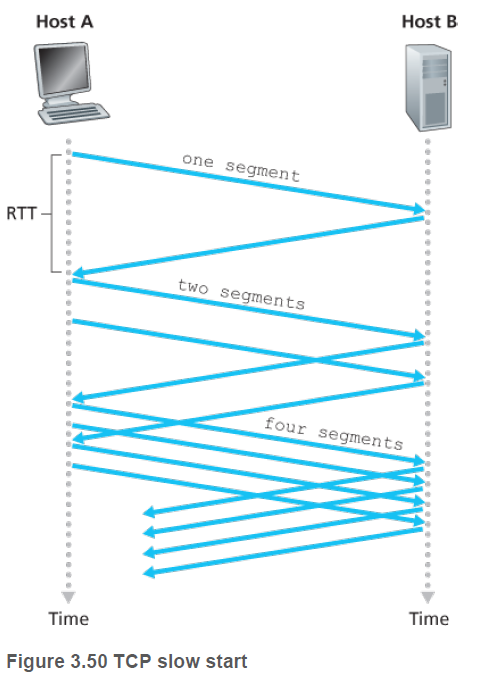 Host A
Host B
one segment
RTT
two segments
four segments
Time
Time
Figure 3.50 TCP slow start